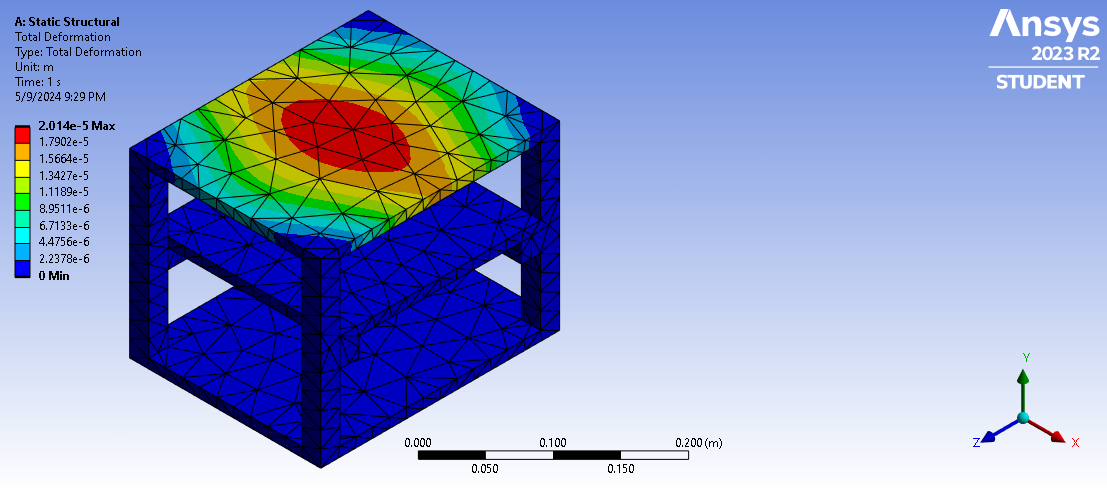 A: Static Structural
Total Deformation
Type: Total Deformation
Unit: m
Time: 1 s
5/9/2024 9:29 PM
2.014e-5 Max
1.7902e-5
1.5664e-5
1.3427e-5
1.1189e-5
8.9511e-6
6.7133e-6
4.4756e-6
2.2378e-6
0 Min
Ansys
2023 R2
STUDENT
0.000 0.100 0.200 (m)
0.050 0.150
Y
Z X